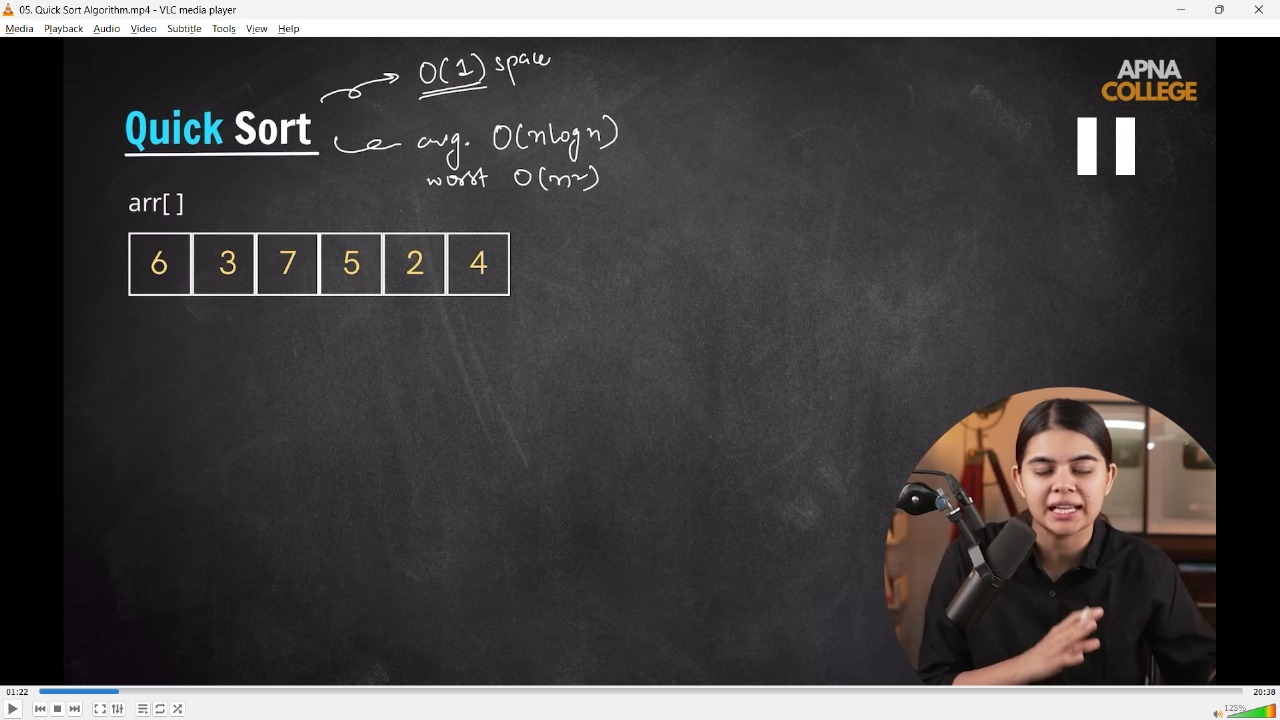 05. Quick Sort Algorithm.mp4 - VLC media player
Media Playback Audio Video Subtitle Tools View Help
O(1) space
APNA
COLLEGE
Quick Sort
avg. O(nlogn)
worst O(n²)
arr[ ]
6 3 7 5 2 4
01:22
20:38
125%